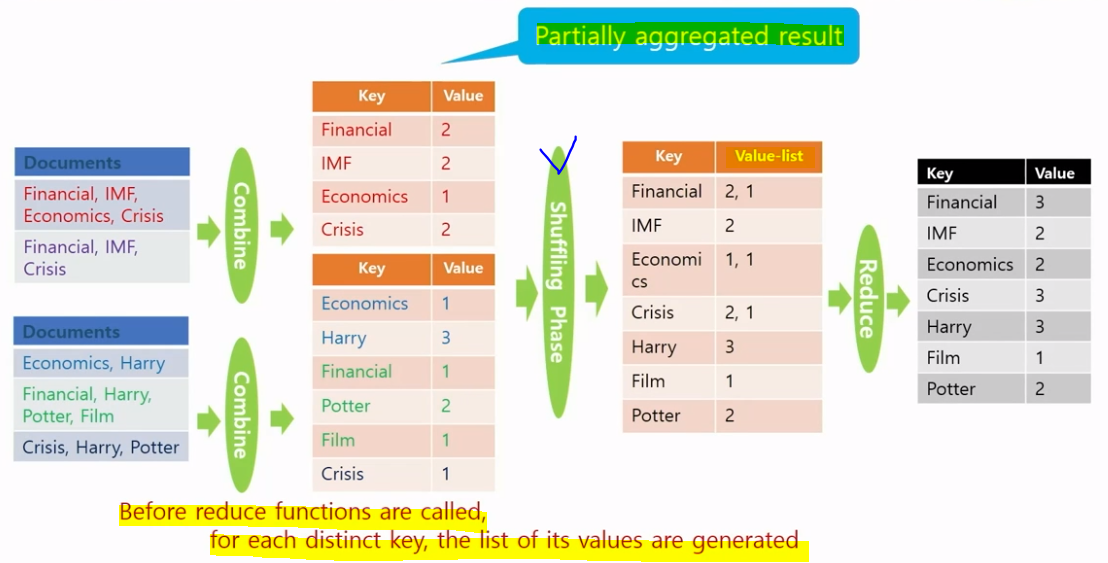 Partially aggregated result
Documents
Financial, IMF,
Economics, Crisis
Financial, IMF,
Crisis
Combine
Key Value
Financial 2
IMF 2
Economics 1
Crisis 2
Documents
Economics, Harry
Financial, Harry,
Potter, Film
Crisis, Harry, Potter
Combine
Key Value
Economics 1
Harry 3
Financial 1
Potter 2
Film 1
Crisis 1
Shuffling Phase
Key Value-list
Financial 2, 1
IMF 2
Economi
cs 1, 1
Crisis 2, 1
Harry 3
Film 1
Potter 2
Reduce
Key Value
Financial 3
IMF 2
Economics 2
Crisis 3
Harry 3
Film 1
Potter 2
Before reduce functions are called,
for each distinct key, the list of its values are generated